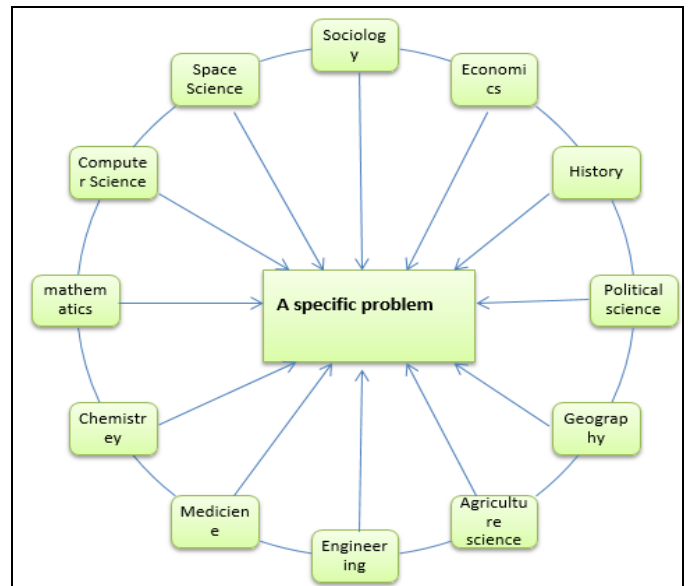 Sociolog
y
Space
Science
Economi
cs
Compute
r Science
History
mathem
atics
A specific problem
Political
science
Chemistr
ey
Geograp
hy
Medicien
e
Agricultu
re
science
Engineer
ing